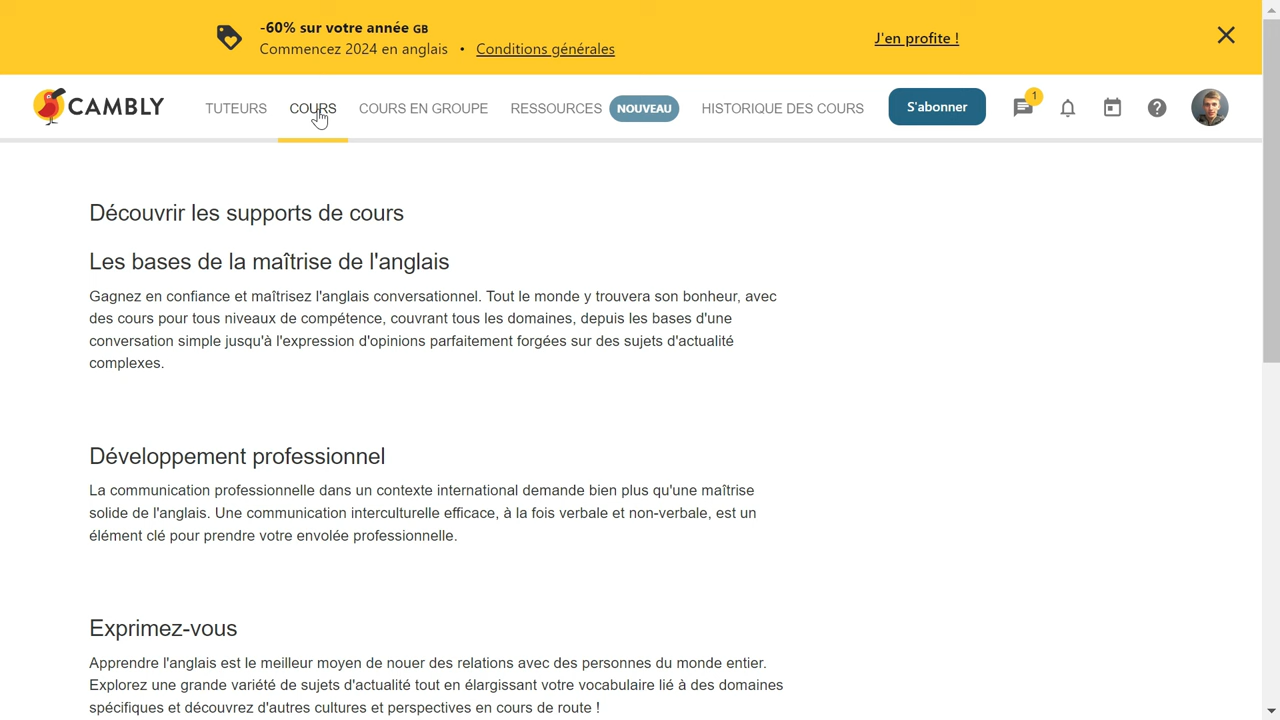 -60% sur votre année GB
Commencez 2024 en anglais • Conditions générales
J'en profite !
CAMBLY
TUTEURS COURS COURS EN GROUPE RESSOURCES NOUVEAU HISTORIQUE DES COURS S'abonner 1
Découvrir les supports de cours
Les bases de la maîtrise de l'anglais
Gagnez en confiance et maîtrisez l'anglais conversationnel. Tout le monde y trouvera son bonheur, avec
des cours pour tous niveaux de compétence, couvrant tous les domaines, depuis les bases d'une
conversation simple jusqu'à l'expression d'opinions parfaitement forgées sur des sujets d'actualité
complexes.
Développement professionnel
La communication professionnelle dans un contexte international demande bien plus qu'une maîtrise
solide de l'anglais. Une communication interculturelle efficace, à la fois verbale et non-verbale, est un
élément clé pour prendre votre envolée professionnelle.
Exprimez-vous
Apprendre l'anglais est le meilleur moyen de nouer des relations avec des personnes du monde entier.
Explorez une grande variété de sujets d'actualité tout en élargissant votre vocabulaire lié à des domaines
spécifiques et découvrez d'autres cultures et perspectives en cours de route !